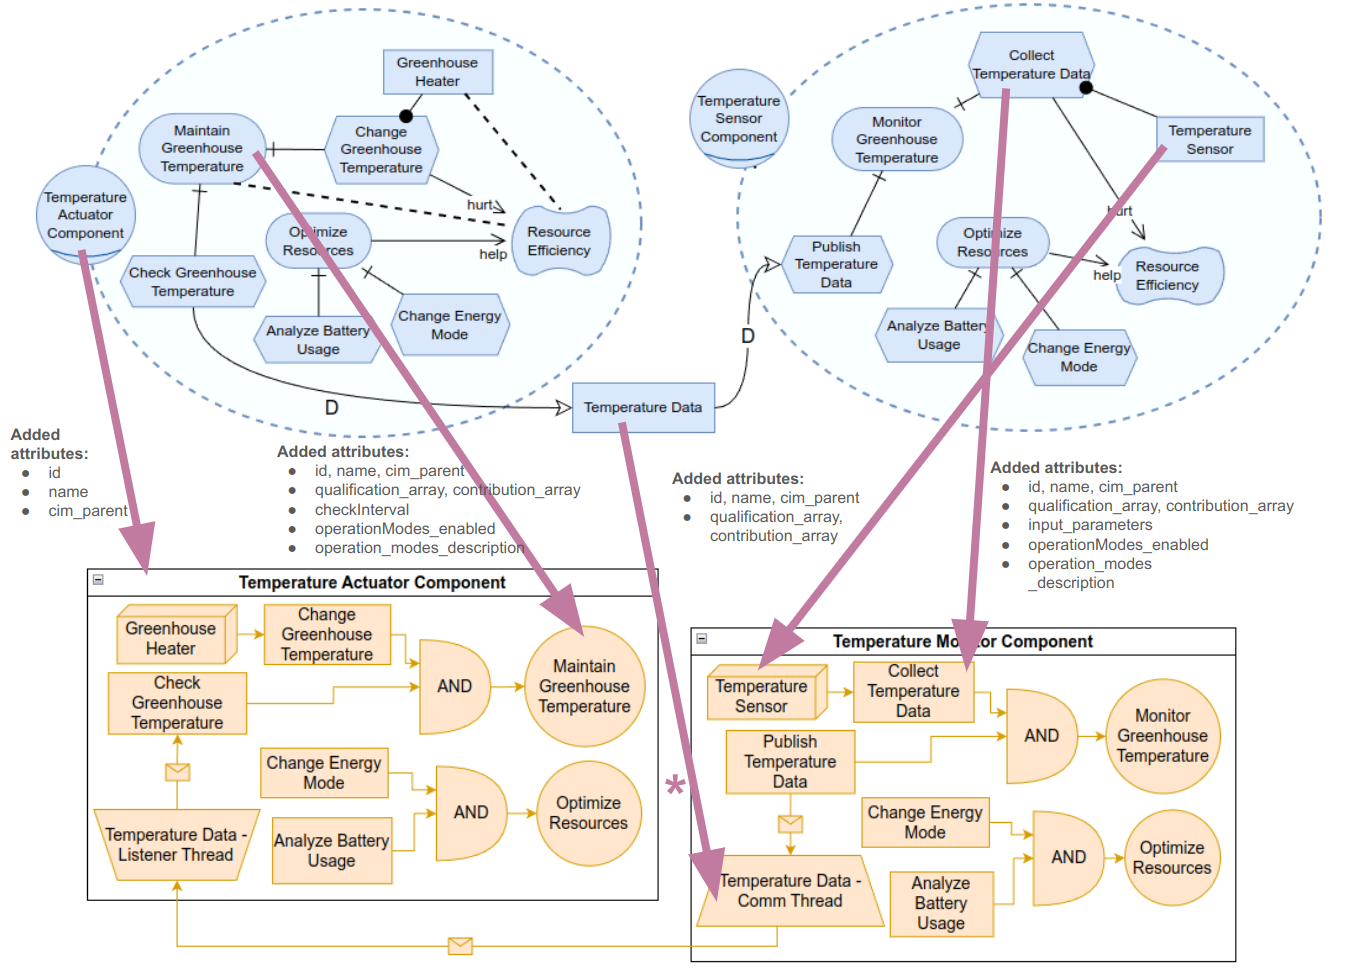 Greenhouse
Heater
Maintain
Greenhouse
Temperature
Change
Greenhouse
Temperature
Temperature
Actuator
Component
hurt
Optimize
Resources
Resource
Efficiency
help
Check Greenhouse
Temperature
Analyze Battery
Usage
Change Energy
Mode
D
Temperature Data
D
Collect
Temperature Data
Temperature
Sensor
Component
Monitor
Greenhouse
Temperature
Temperature
Sensor
hurt
Publish
Temperature
Data
Optimize
Resources
help
Resource
Efficiency
Analyze Battery
Usage
Change Energy
Mode
Added
attributes:
● id
● name
● cim_parent
Added attributes:
● id, name, cim_parent
● qualification_array, contribution_array
● checkInterval
● operationModes_enabled
● operation_modes_description
Added attributes:
● id, name, cim_parent
● qualification_array,
contribution_array
Added attributes:
● id, name, cim_parent
● qualification_array, contribution_array
● input_parameters
● operationModes_enabled
● operation_modes
_description
Temperature Actuator Component
Greenhouse
Heater
Change
Greenhouse
Temperature
Check
Greenhouse
Temperature
AND
Maintain
Greenhouse
Temperature
Change Energy
Mode
Analyze Battery
Usage
AND
Optimize
Resources
Temperature Data -
Listener Thread
*
Temperature Monitor Component
Temperature
Sensor
Collect
Temperature
Data
Publish
Temperature
Data
AND
Monitor
Greenhouse
Temperature
Change Energy
Mode
Analyze
Battery
Usage
AND
Optimize
Resources
Temperature Data -
Comm Thread